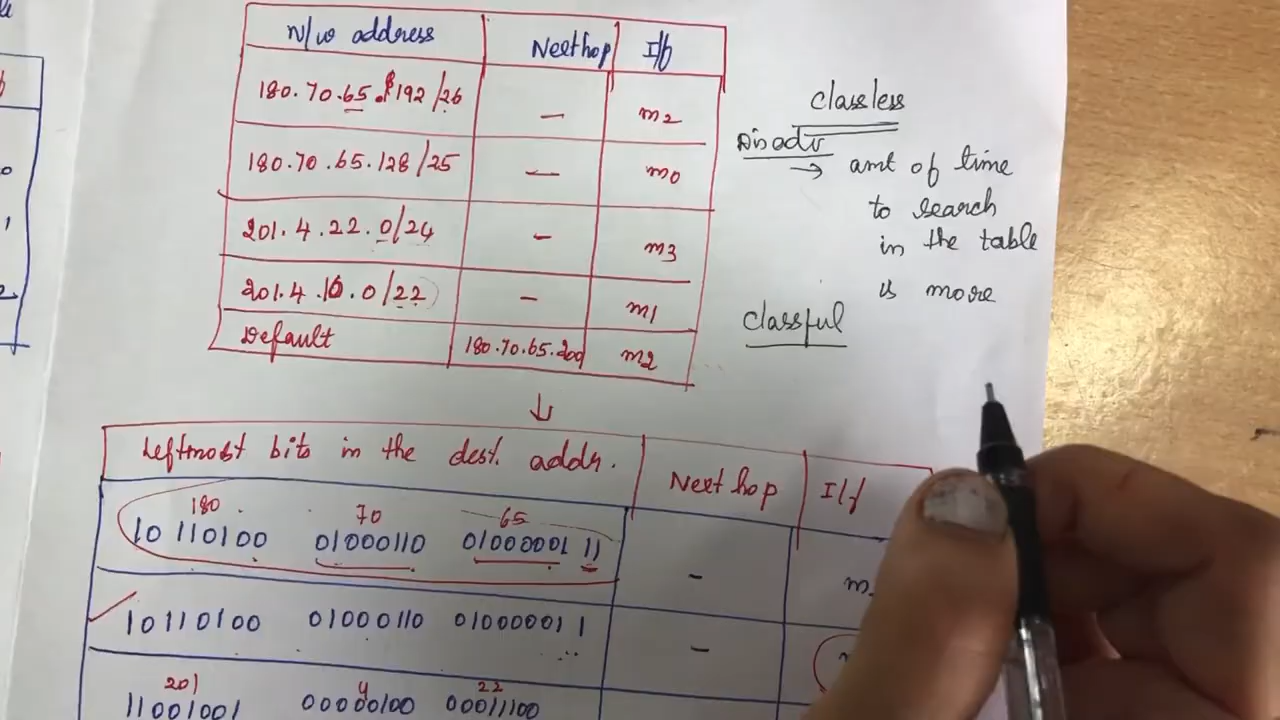 N/w address Next hop I/f
180.70.65.192/26 — m2
180.70.65.128/25 — m0
201.4.22.0/24 – m3
201.4.16.0/22 – m1
Default 180.70.65.200 m2
classless
Disadv
→ amt of time
to search
in the table
is more
classful
↓
Leftmost bits in the dest. addr. Next hop I/f
180 70 65
10110100 01000110 01000001 11 -
10110100 01000110 01000001 1 -
201 4 22
11001001 00000100 00011100